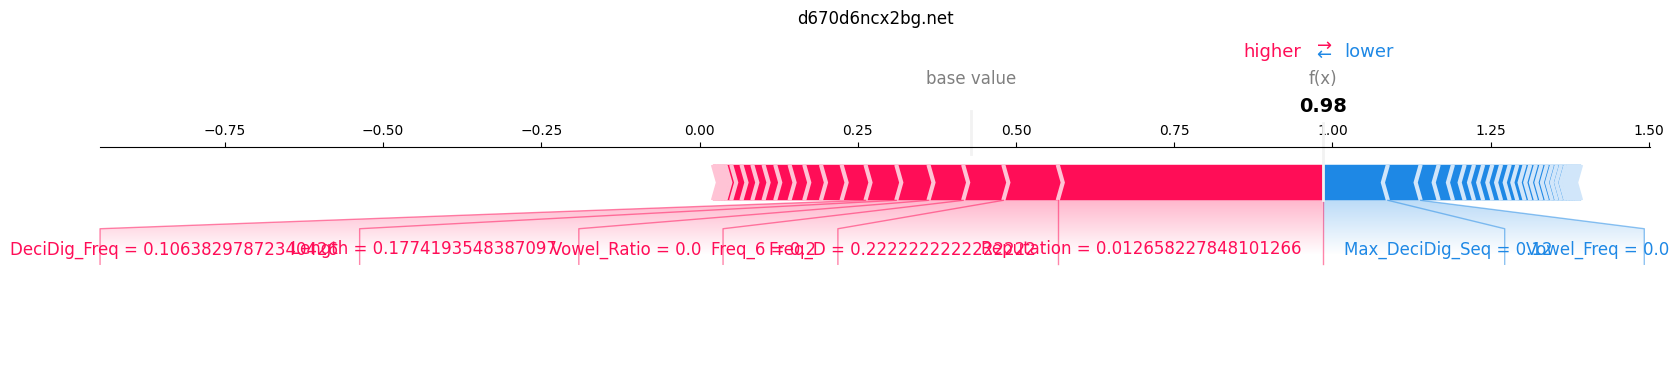 d670d6ncx2bg.net
higher ⇄ lower
base value f(x)
0.98
−0.75 −0.50 −0.25 0.00 0.25 0.50 0.75 1.00 1.25 1.50
DeciDig_Freq = 0.10638297872340426 Length = 0.1774193548387097 Vowel_Ratio = 0.0 Freq_6 = 0.2 Freq_D = 0.2222222222222222 Reputation = 0.012658227848101266 Max_DeciDig_Seq = 0.12 Vowel_Freq = 0.0